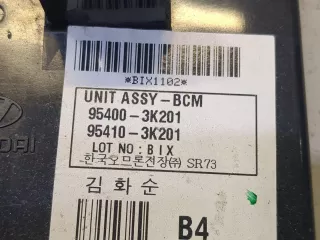 *BIX1102*
UNIT ASSY-BCM
95400-3K201
95410-3K201
LOT NO: BIX
한국오므론전장㈜ SR73
김화순
B4